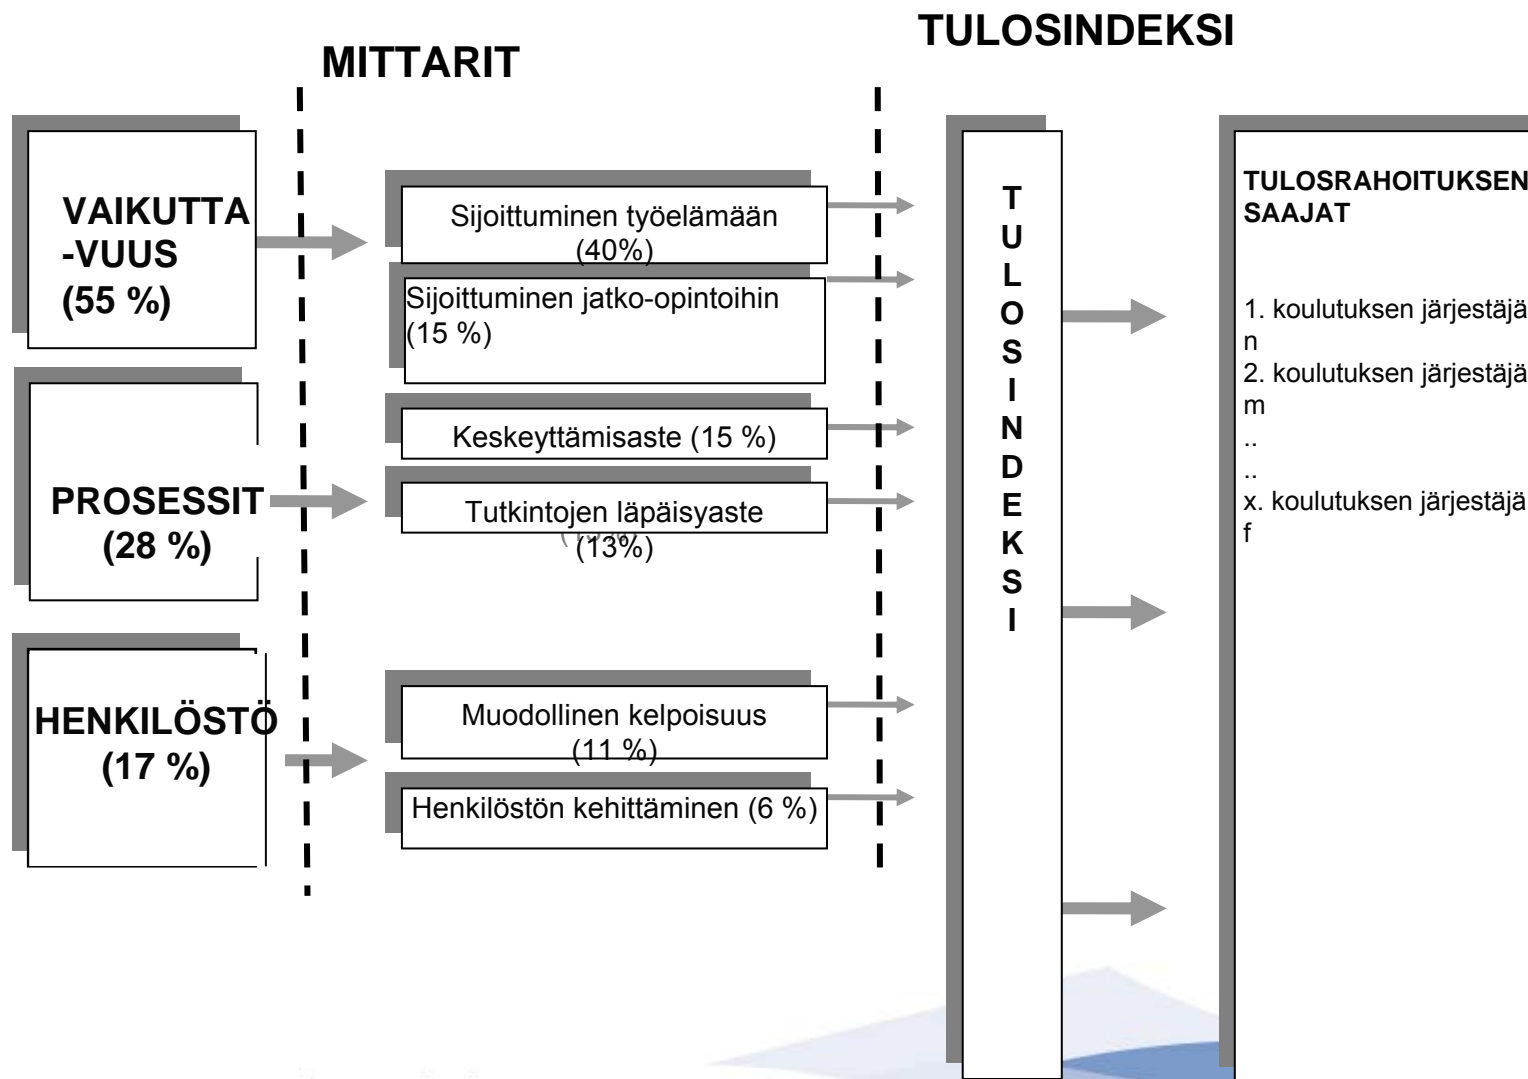 TULOSINDEKSI
MITTARIT
VAIKUTTA
-VUUS
(55 %)
PROSESSIT
(28 %)
HENKILÖSTÖ
(17 %)
Sijoittuminen työelämään
(40%)
Sijoittuminen jatko-opintoihin
(15 %)
Keskeyttämisaste (15 %)
Tutkintojen läpäisyaste
(13%)
Muodollinen kelpoisuus
(11 %)
Henkilöstön kehittäminen (6 %)
T
U
L
O
S
I
N
D
E
K
S
I
TULOSRAHOITUKSEN
SAAJAT
1. koulutuksen järjestäjä
n
2. koulutuksen järjestäjä
m
..
..
x. koulutuksen järjestäjä
f